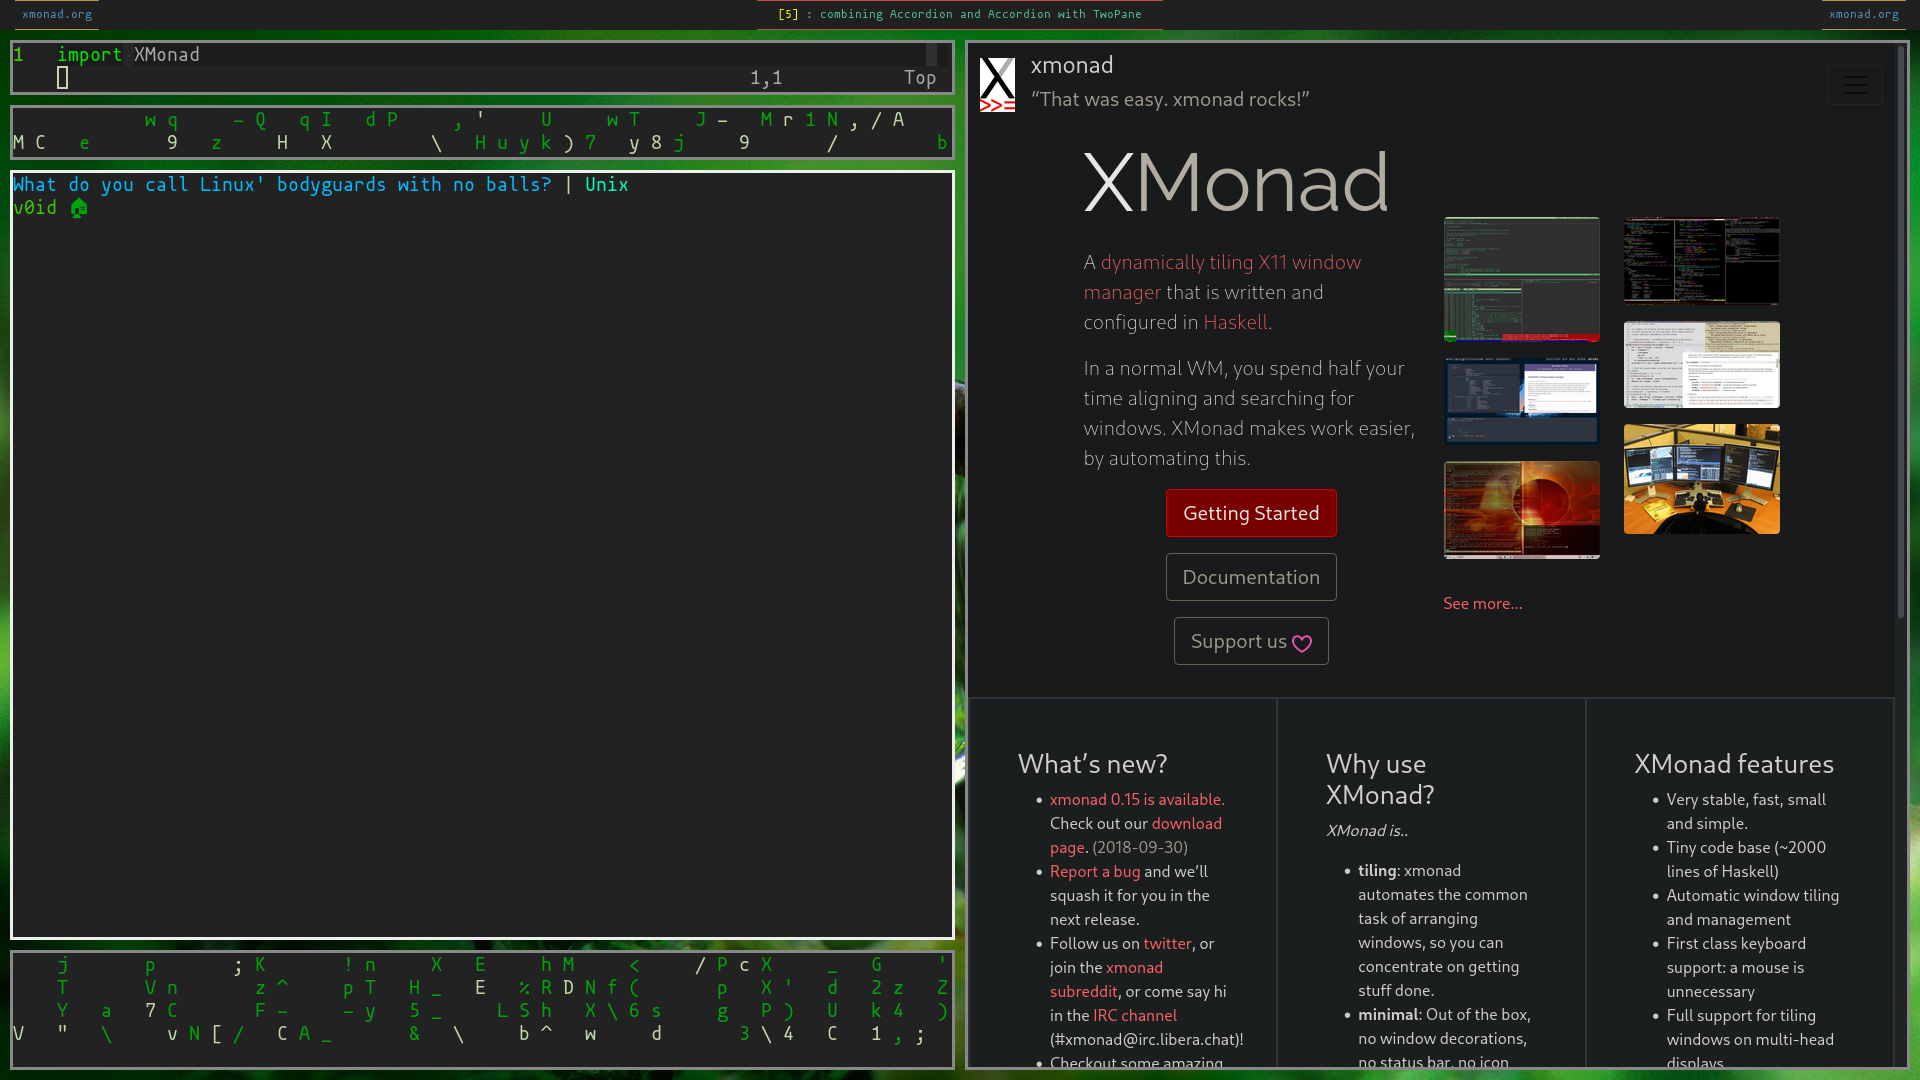 xmonad.org
[5] : combining Accordion and Accordion with TwoPane
xmonad.org
1 import XMonad
1,1 Top
w q - Q q I d P , ' U w T J - M r 1 N , / A
M C e 9 z H X \ H u y k ) 7 y 8 j 9 / b
What do you call Linux' bodyguards with no balls? | Unix
v0id
j p ; K ! n X E h M < / P c X _ G '
T V n z ^ p T H _ E % R D N f ( p X ' d 2 z Z
Y a 7 C F - - y 5 _ L S h X \ 6 s g P ) U k 4 )
V " \ v N [ / C A _ & \ b ^ w d 3 \ 4 C 1 , ;
xmonad
“That was easy. xmonad rocks!”
XMonad
A dynamically tiling X11 window
manager that is written and
configured in Haskell.
In a normal WM, you spend half your
time aligning and searching for
windows. XMonad makes work easier,
by automating this.
Getting Started
Documentation
Support us
See more...
What’s new?
xmonad 0.15 is available.
Check out our download
page. (2018-09-30)
Report a bug and we’ll
squash it for you in the
next release.
Follow us on twitter, or
join the xmonad
subreddit, or come say hi
in the IRC channel
(#xmonad@irc.libera.chat)!
Checkout some amazing
Why use
XMonad?
XMonad is..
tiling: xmonad
automates the common
task of arranging
windows, so you can
concentrate on getting
stuff done.
minimal: Out of the box,
no window decorations,
no status bar, no icon
XMonad features
Very stable, fast, small
and simple.
Tiny code base (~2000
lines of Haskell)
Automatic window tiling
and management
First class keyboard
support: a mouse is
unnecessary
Full support for tiling
windows on multi-head
displays